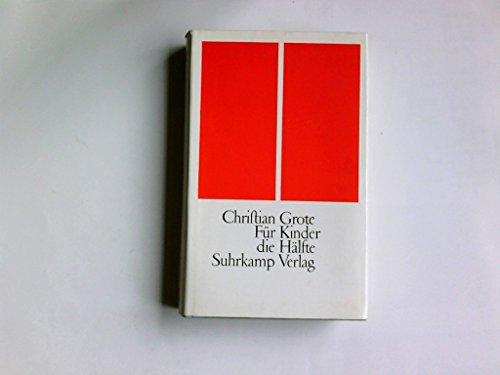 Chriſtian Grote
Für Kinder
die Hälfte
Suhrkamp Verlag